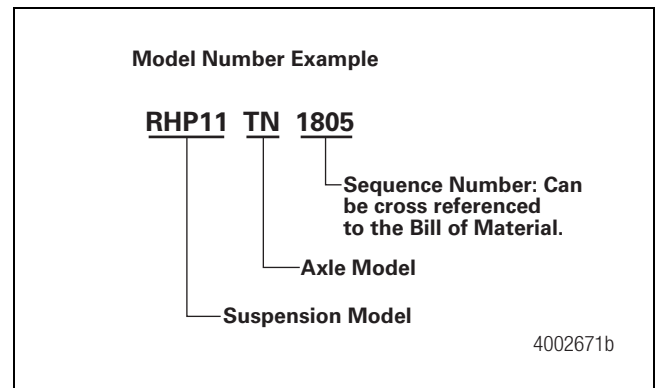 Model Number Example
RHP11 TN 1805
Sequence Number: Can
be cross referenced
to the Bill of Material.
Axle Model
Suspension Model
4002671b